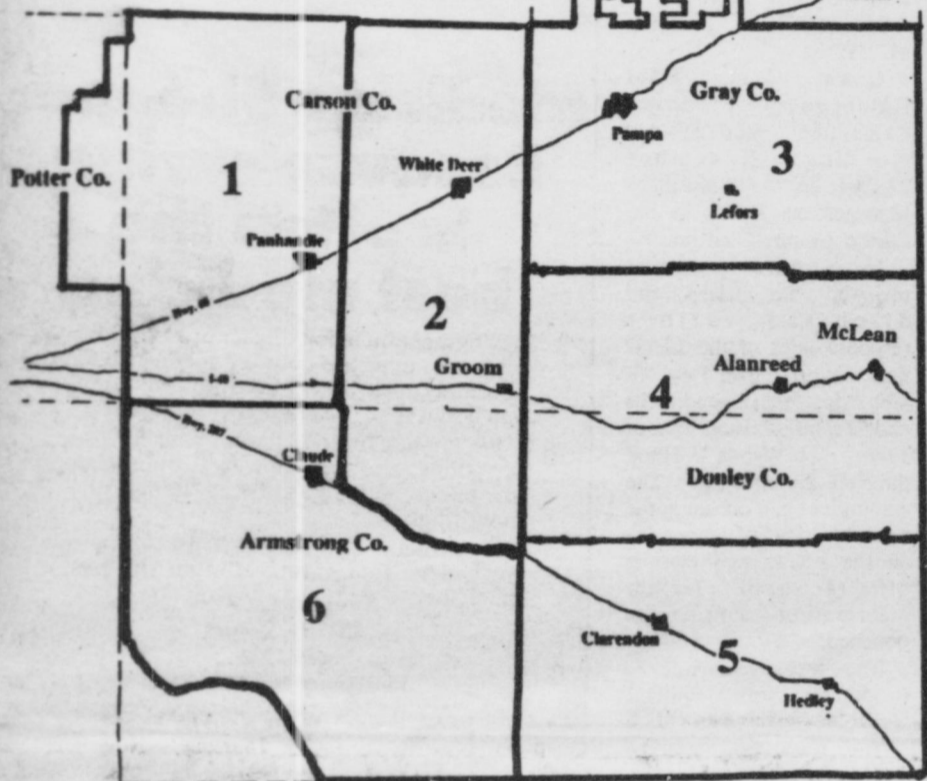 Carson Co.
Gray Co.
Pampa
3
White Deer
Potter Co.
1
Lefors
Panhandle
2
McLean
Groom
Alanreed
4
Claude
Donley Co.
Armstrong Co.
6
Clarendon
5
Hedley